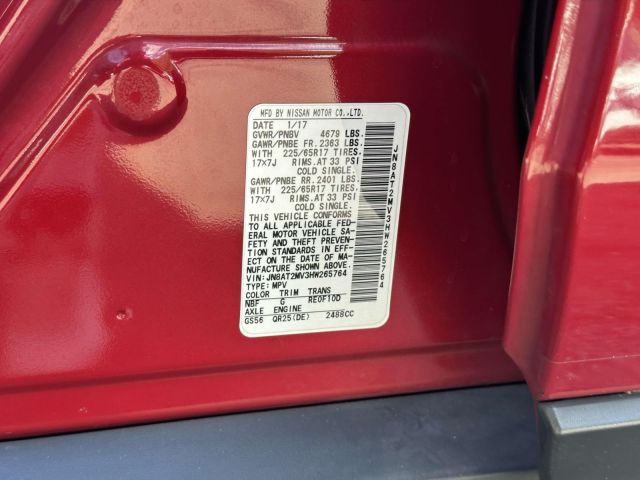 MFD BY NISSAN MOTOR CO.,LTD.
DATE 1/17
GVWR/PNBV 4679 LBS.
GAWR/PNBE FR.2363 LBS.
WITH 225/65R17 TIRES.
17×7J RIMS.AT 33 PSI
COLD SINGLE.
GAWR/PNBE RR.2401 LBS.
WITH 225/65R17 TIRES.
17×7J RIMS.AT 33 PSI
COLD SINGLE.
THIS VEHICLE CONFORMS
TO ALL APPLICABLE FED-
ERAL MOTOR VEHICLE SA-
FETY AND THEFT PREVEN-
TION STANDARDS IN EFF-
ECT ON THE DATE OF MA-
NUFACTURE SHOWN ABOVE.
VIN: JN8AT2MV3HW265764
TYPE: MPV
COLOR TRIM TRANS
NBF G RE0F10D
AXLE ENGINE
GS56 QR25(DE) 2488CC
JN8AT2MV3HW265764